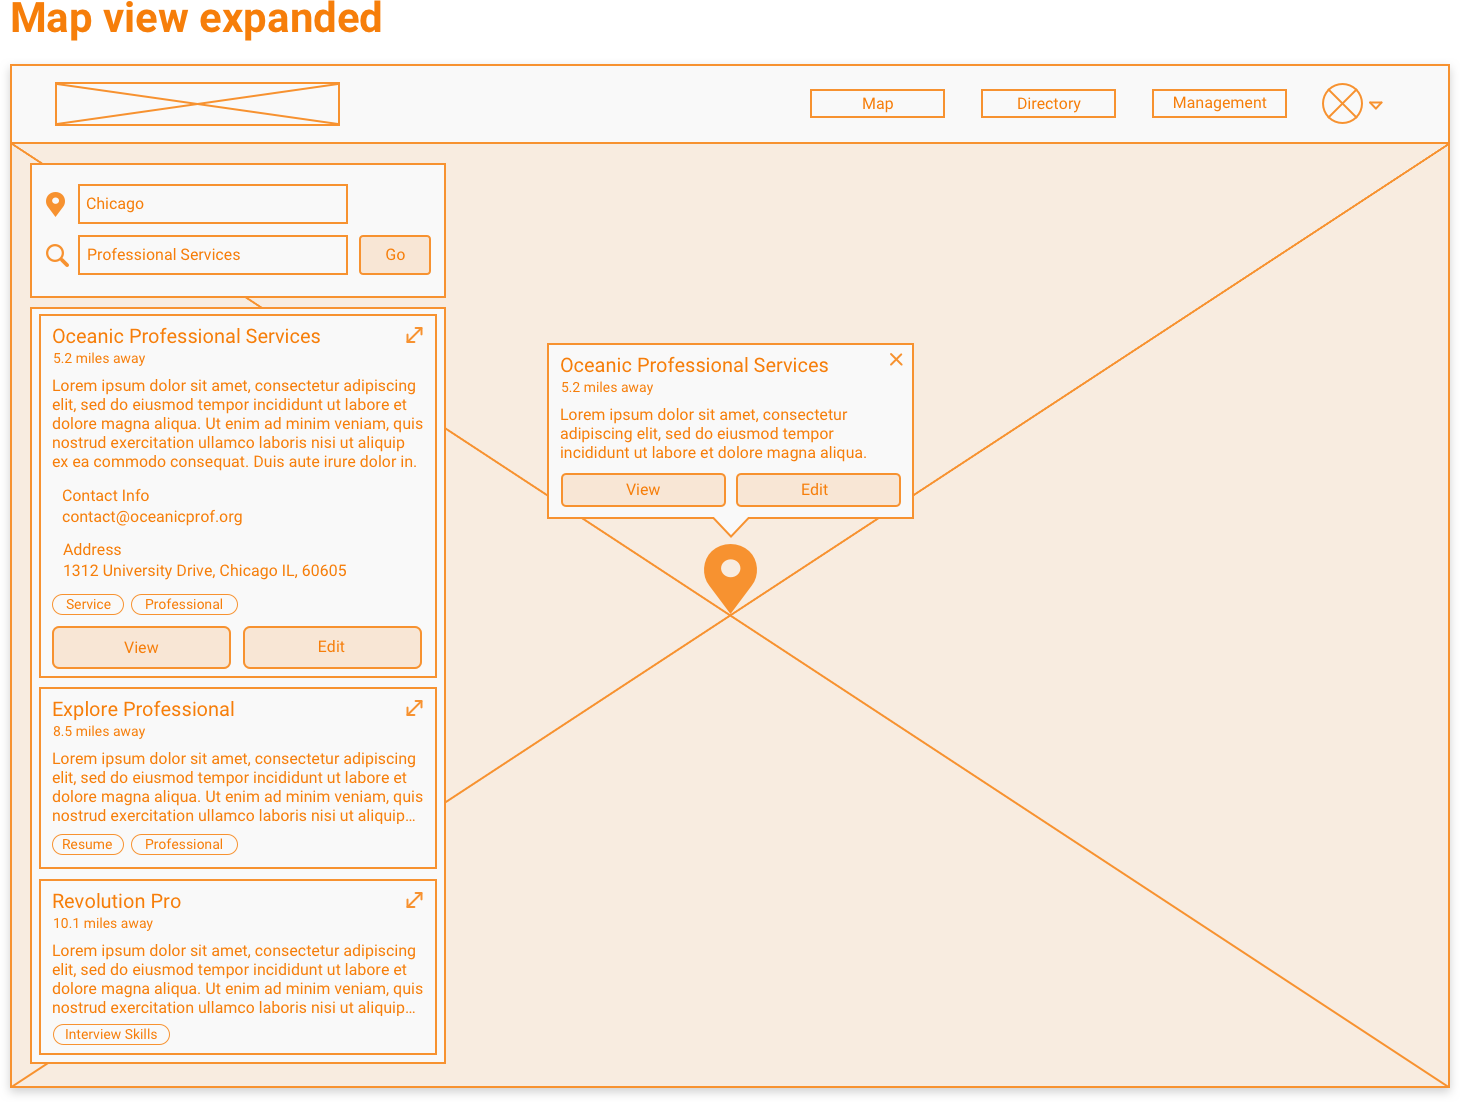 Map view expanded
Map
Directory
Management
Chicago
Professional Services
Go
Oceanic Professional Services
5.2 miles away
Lorem ipsum dolor sit amet, consectetur adipiscing
elit, sed do eiusmod tempor incididunt ut labore et
dolore magna aliqua. Ut enim ad minim veniam, quis
nostrud exercitation ullamco laboris nisi ut aliquip
ex ea commodo consequat. Duis aute irure dolor in.
Contact Info
contact@oceanicprof.org
Address
1312 University Drive, Chicago IL, 60605
Service
Professional
View
Edit
Explore Professional
8.5 miles away
Lorem ipsum dolor sit amet, consectetur adipiscing
elit, sed do eiusmod tempor incididunt ut labore et
dolore magna aliqua. Ut enim ad minim veniam, quis
nostrud exercitation ullamco laboris nisi ut aliquip...
Resume
Professional
Revolution Pro
10.1 miles away
Lorem ipsum dolor sit amet, consectetur adipiscing
elit, sed do eiusmod tempor incididunt ut labore et
dolore magna aliqua. Ut enim ad minim veniam, quis
nostrud exercitation ullamco laboris nisi ut aliquip...
Interview Skills
Oceanic Professional Services
5.2 miles away
Lorem ipsum dolor sit amet, consectetur
adipiscing elit, sed do eiusmod tempor
incididunt ut labore et dolore magna aliqua.
View
Edit